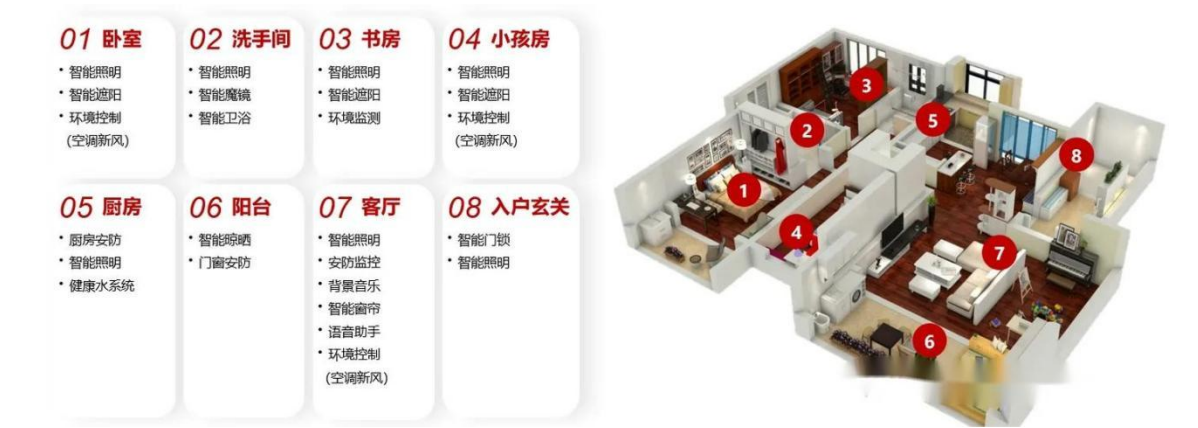 01 卧室
• 智能照明
• 智能遮阳
• 环境控制
(空调新风)
02 洗手间
• 智能照明
• 智能魔镜
• 智能卫浴
03 书房
• 智能照明
• 智能遮阳
• 环境监测
04 小孩房
• 智能照明
• 智能遮阳
• 环境控制
(空调新风)
05 厨房
• 厨房安防
• 智能照明
• 健康水系统
06 阳台
• 智能晾晒
• 门窗安防
07 客厅
• 智能照明
• 安防监控
• 背景音乐
• 智能窗帘
• 语音助手
• 环境控制
(空调新风)
08 入户玄关
• 智能门锁
• 智能照明
3
5
2
8
1
4
7
6